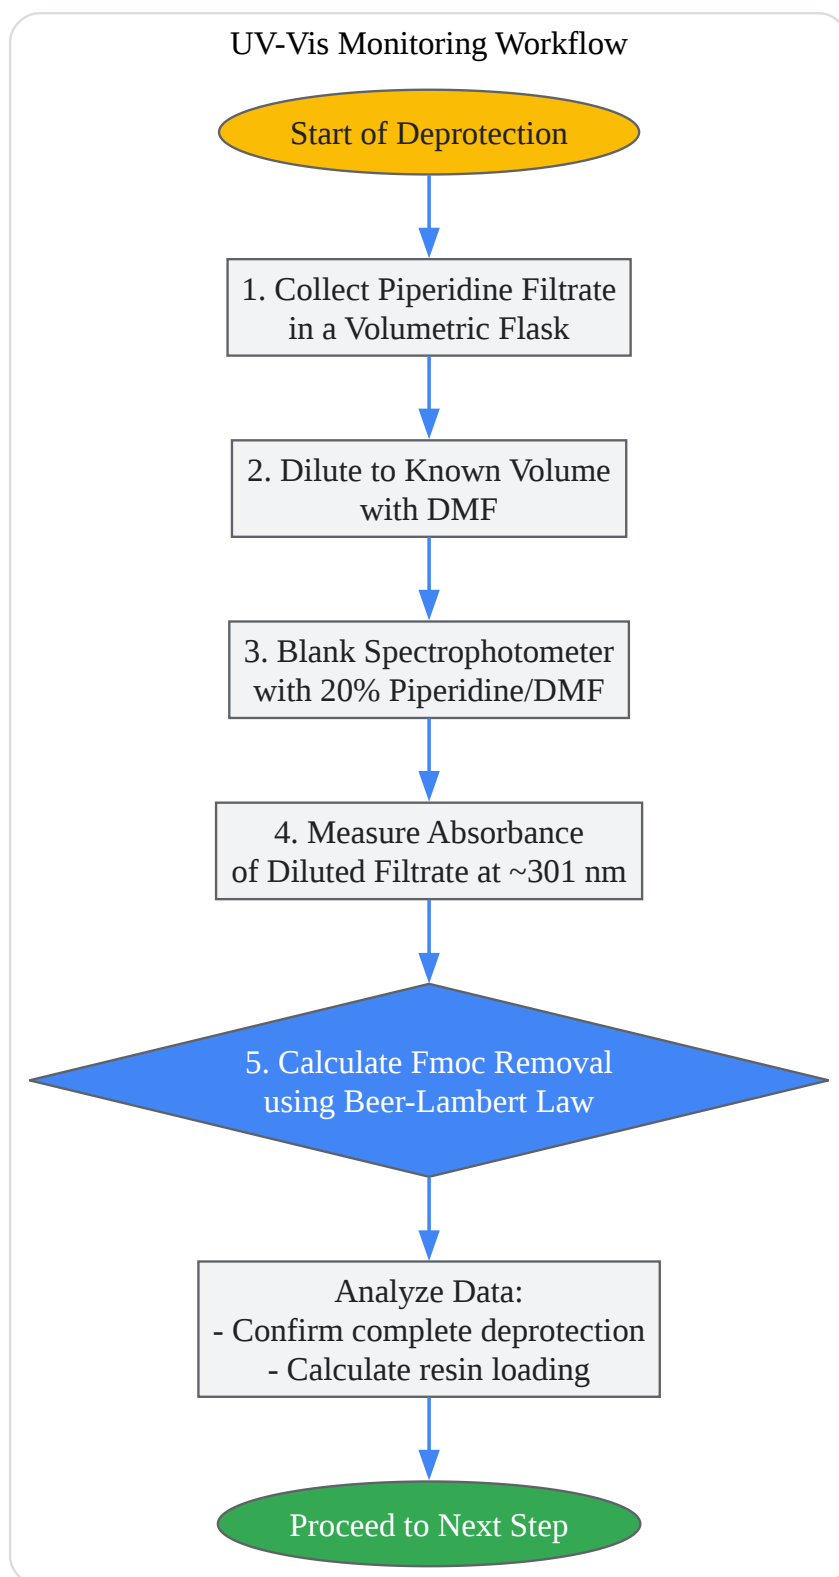 UV-Vis Monitoring Workflow
Start of Deprotection
1. Collect Piperidine Filtrate
in a Volumetric Flask
2. Dilute to Known Volume
with DMF
3. Blank Spectrophotometer
with 20% Piperidine/DMF
4. Measure Absorbance
of Diluted Filtrate at ~301 nm
5. Calculate Fmoc Removal
using Beer-Lambert Law
Analyze Data:
- Confirm complete deprotection
- Calculate resin loading
Proceed to Next Step